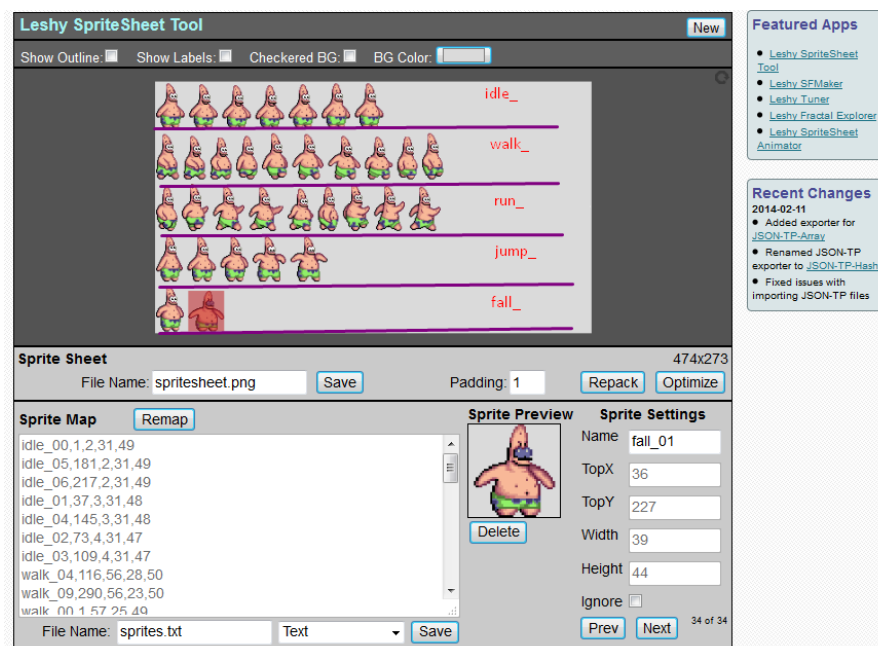 Leshy SpriteSheet Tool
New
Show Outline:
Show Labels:
Checkered BG:
BG Color:
idle_
walk_
run_
jump_
fall_
Sprite Sheet
474x273
File Name: spritesheet.png
Save
Padding: 1
Repack
Optimize
Sprite Map
Remap
idle_00,1,2,31,49
idle_05,181,2,31,49
idle_06,217,2,31,49
idle_01,37,3,31,48
idle_04,145,3,31,48
idle_02,73,4,31,47
idle_03,109,4,31,47
walk_04,116,56,28,50
walk_09,290,56,23,50
walk_00,1,57,25,49
File Name: sprites.txt
Text
Save
Sprite Preview
Delete
Sprite Settings
Name fall_01
TopX 36
TopY 227
Width 39
Height 44
Ignore
Prev
Next
34 of 34
Featured Apps
• Leshy SpriteSheet
Tool
• Leshy SFMaker
• Leshy Tuner
• Leshy Fractal Explorer
• Leshy SpriteSheet
Animator
Recent Changes
2014-02-11
• Added exporter for
JSON-TP-Array
• Renamed JSON-TP
exporter to JSON-TP-Hash
• Fixed issues with
importing JSON-TP files